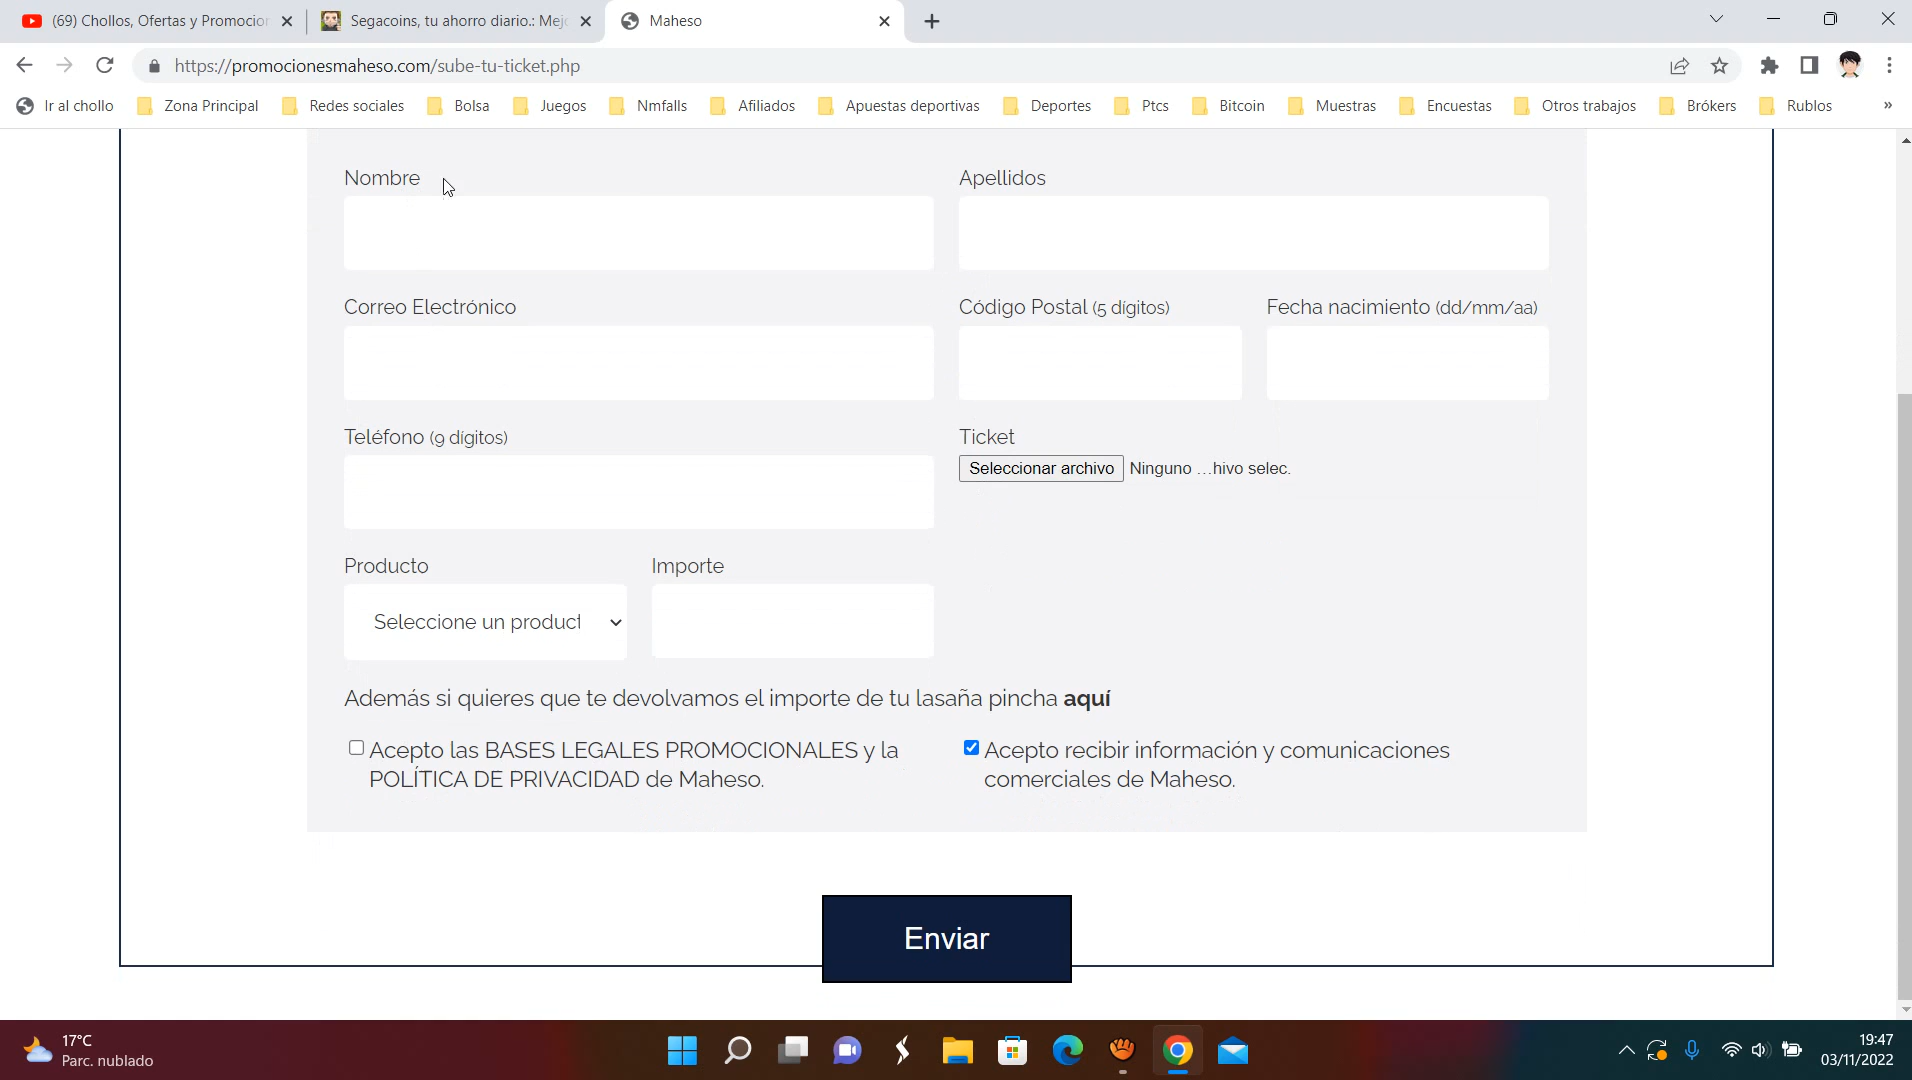 (69) Chollos, Ofertas y Promocion
Segacoins, tu ahorro diario.: Mejo
Maheso
https://promocionesmaheso.com/sube-tu-ticket.php
Ir al chollo
Zona Principal
Redes sociales
Bolsa
Juegos
Nmfalls
Afiliados
Apuestas deportivas
Deportes
Ptcs
Bitcoin
Muestras
Encuestas
Otros trabajos
Brókers
Rublos
»
Nombre
Apellidos
Correo Electrónico
Código Postal (5 dígitos)
Fecha nacimiento (dd/mm/aa)
Teléfono (9 dígitos)
Ticket
Seleccionar archivo Ninguno …hivo selec.
Producto
Importe
Seleccione un product
Además si quieres que te devolvamos el importe de tu lasaña pincha aquí
Acepto las BASES LEGALES PROMOCIONALES y la
POLÍTICA DE PRIVACIDAD de Maheso.
Acepto recibir información y comunicaciones
comerciales de Maheso.
Enviar
17°C
Parc. nublado
19:47
03/11/2022